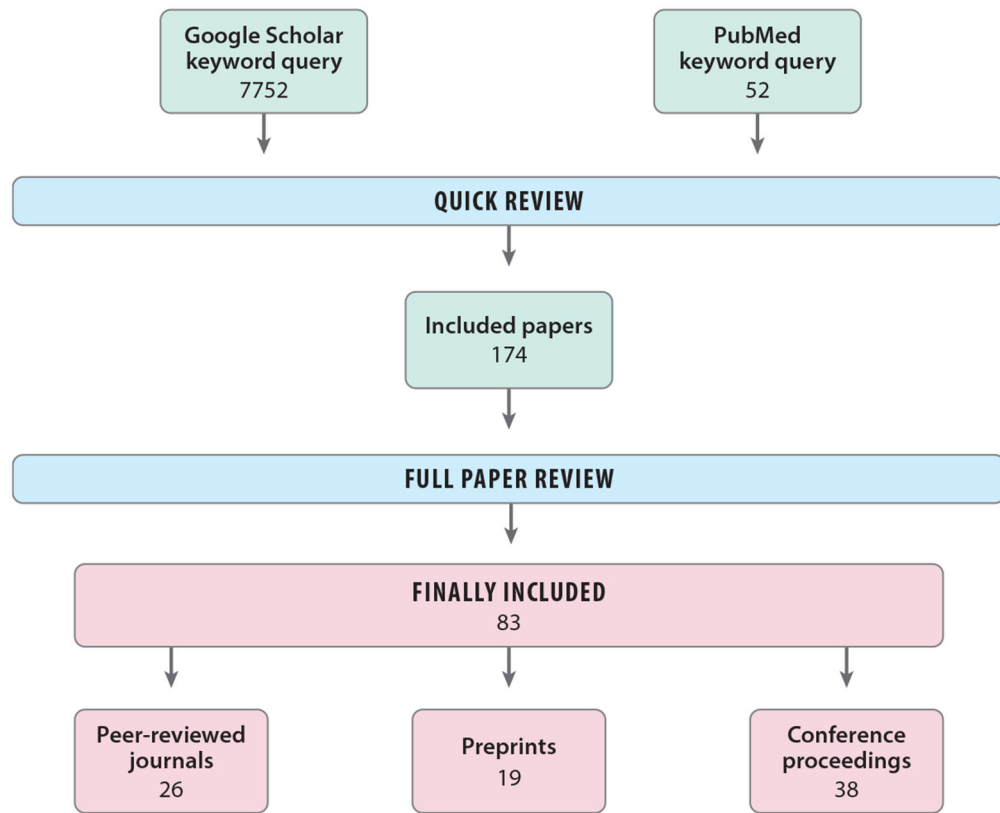 Google Scholar
keyword query
7752
PubMed
keyword query
52
QUICK REVIEW
Included papers
174
FULL PAPER REVIEW
FINALLY INCLUDED
83
Peer-reviewed
journals
26
Preprints
19
Conference
proceedings
38